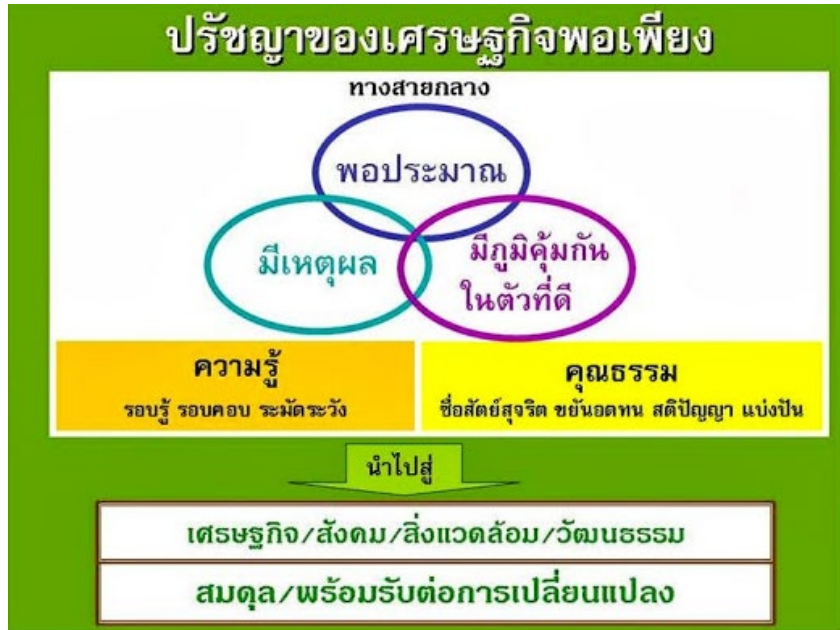 ปรัชญาของเศรษฐกิจพอเพียง
ทางสายกลาง
พอประมาณ
มีเหตุผล
มีภูมิคุ้มกัน
ในตัวที่ดี
ความรู้
รอบรู้ รอบคอบ ระมัดระวัง
คุณธรรม
ซื่อสัตย์สุจริต ขยันอดทน สติปัญญา แบ่งปัน
นำไปสู่
เศรษฐกิจ/สังคม/สิ่งแวดล้อม/วัฒนธรรม
สมดุล/พร้อมรับต่อการเปลี่ยนแปลง